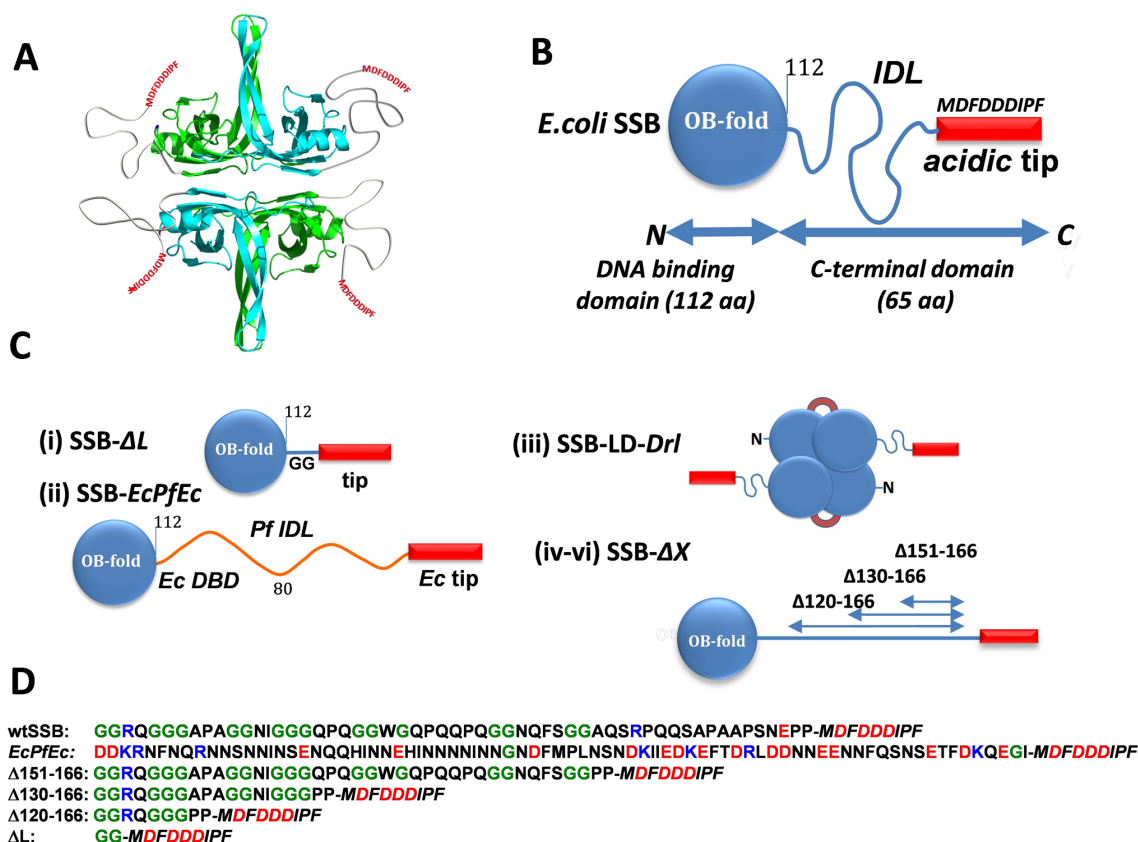 A
MDFDDDIPF
MDFDDDIPF
MDFDDDIPF
MDFDDDIPF
B
112
IDL
MDFDDDIPF
E.coli SSB
OB-fold
acidic tip
N
C
DNA binding
domain (112 aa)
C-terminal domain
(65 aa)
C
(i) SSB-ΔL
112
OB-fold
GG
tip
(ii) SSB-EcPfEc
112
Pf IDL
OB-fold
Ec DBD
80
Ec tip
(iii) SSB-LD-Drl
N
N
(iv-vi) SSB-ΔX
Δ151-166
Δ130-166
Δ120-166
OB-fold
D
wtSSB: GGRQGGGAPAGGNIGGGQPQGGWGQPQQPQGGNQFSGGAQSRPQQSAPAAPSNEPP-MDFDDDIPF
EcPfEc: DDKRNFNQRNNSNNINSENQQHINNEHINNNNINNGNDFMPLNSNDKIIEDKEFTDRLDDNNEENNFQSNSETFDKQEGI-MDFDDDIPF
Δ151-166: GGRQGGGAPAGGNIGGGQPQGGWGQPQQPQGGNQFSGGPP-MDFDDDIPF
Δ130-166: GGRQGGGAPAGGNIGGGPP-MDFDDDIPF
Δ120-166: GGRQGGGPP-MDFDDDIPF
ΔL: GG-MDFDDDIPF